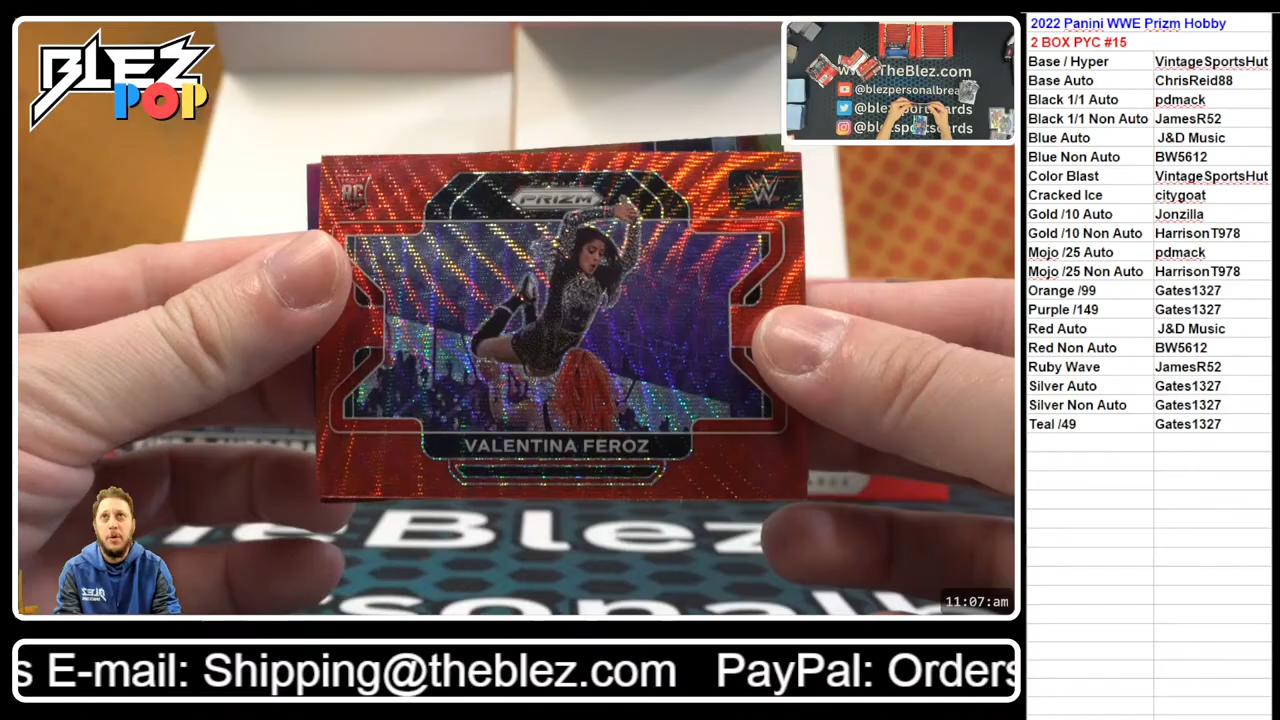 BLEZ
POP
www.TheBlez.com
RC
PRIZM
W
VALENTINA FEROZ
ieBlez
11:07:am
s E-mail: Shipping@theblez.com PayPal: Orders
2022 Panini WWE Prizm Hobby
2 BOX PYC #15
Base / Hyper VintageSportsHut
Base Auto ChrisReid88
Black 1/1 Auto pdmack
Black 1/1 Non Auto JamesR52
Blue Auto J&D Music
Blue Non Auto BW5612
Color Blast VintageSportsHut
Cracked Ice citygoat
Gold /10 Auto Jonzilla
Gold /10 Non Auto HarrisonT978
Mojo /25 Auto pdmack
Mojo /25 Non Auto HarrisonT978
Orange /99 Gates1327
Purple /149 Gates1327
Red Auto J&D Music
Red Non Auto BW5612
Ruby Wave JamesR52
Silver Auto Gates1327
Silver Non Auto Gates1327
Teal /49 Gates1327